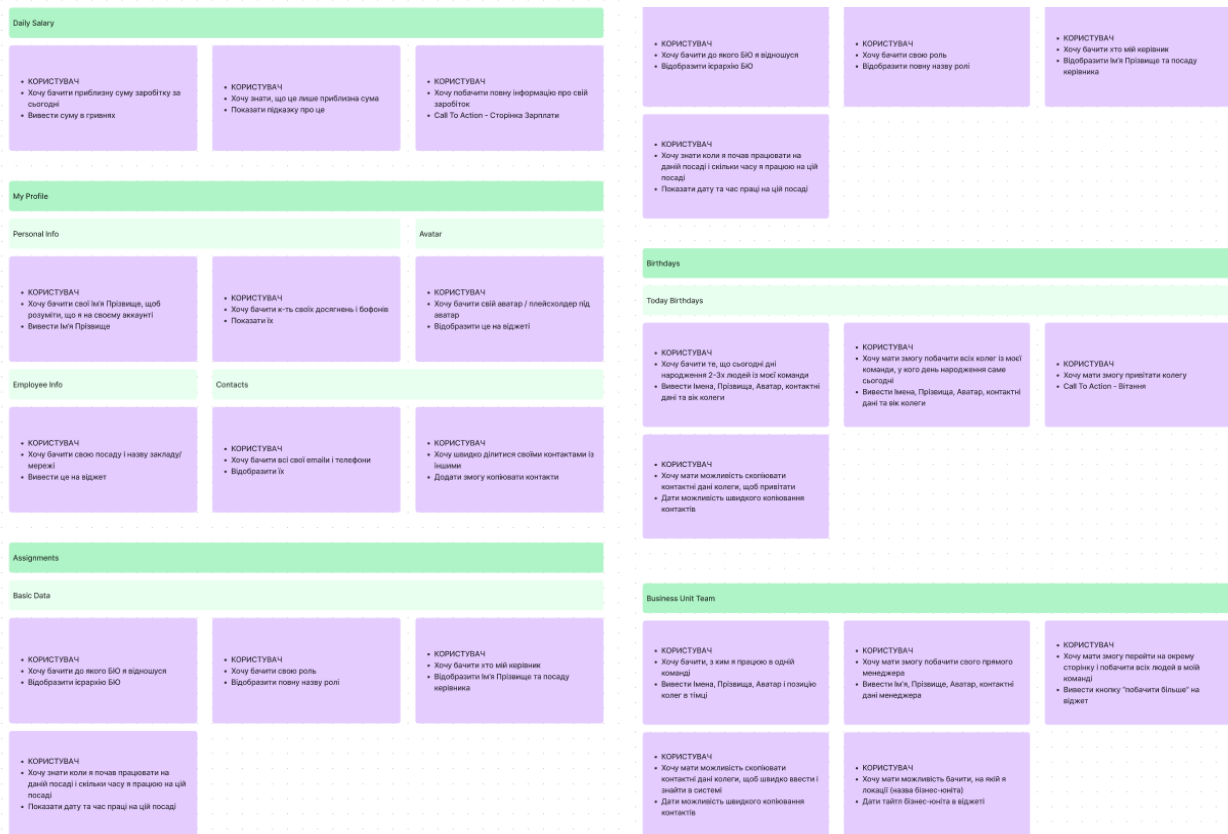 Daily Salary
• КОРИСТУВАЧ
• Хочу бачити приблизну суму заробітку за
сьогодні
• Вивести суму в гривнях
• КОРИСТУВАЧ
• Хочу знати, що це лише приблизна сума
• Показати підказку про це
• КОРИСТУВАЧ
• Хочу побачити повну інформацію про свій
заробіток
• Call To Action - Сторінка Зарплати
My Profile
Personal Info
Avatar
• КОРИСТУВАЧ
• Хочу бачити свої Ім'я Прізвище, щоб
розуміти, що я на своєму аккаунті
• Вивести Ім'я Прізвище
• КОРИСТУВАЧ
• Хочу бачити к-ть своїх досягнень і бофонів
• Показати їх
• КОРИСТУВАЧ
• Хочу бачити свій аватар / плейсхолдер під
аватар
• Відобразити це на віджеті
Employee Info
Contacts
• КОРИСТУВАЧ
• Хочу бачити свою посаду і назву закладу/
мережі
• Вивести це на віджет
• КОРИСТУВАЧ
• Хочу бачити всі свої emailи і телефони
• Відобразити їх
• КОРИСТУВАЧ
• Хочу швидко ділитися своїми контактами із
іншими
• Додати змогу копіювати контакти
Assignments
Basic Data
• КОРИСТУВАЧ
• Хочу бачити до якого БЮ я відношуся
• Відобразити ієрархію БЮ
• КОРИСТУВАЧ
• Хочу бачити свою роль
• Відобразити повну назву ролі
• КОРИСТУВАЧ
• Хочу бачити хто мій керівник
• Відобразити Ім'я Прізвище та посаду
керівника
• КОРИСТУВАЧ
• Хочу знати коли я почав працювати на
даній посаді і скільки часу я працюю на цій
посаді
• Показати дату та час праці на цій посаді
• КОРИСТУВАЧ
• Хочу бачити до якого БЮ я відношуся
• Відобразити ієрархію БЮ
• КОРИСТУВАЧ
• Хочу бачити свою роль
• Відобразити повну назву ролі
• КОРИСТУВАЧ
• Хочу бачити хто мій керівник
• Відобразити Ім'я Прізвище та посаду
керівника
• КОРИСТУВАЧ
• Хочу знати коли я почав працювати на
даній посаді і скільки часу я працюю на цій
посаді
• Показати дату та час праці на цій посаді
Birthdays
Today Birthdays
• КОРИСТУВАЧ
• Хочу бачити те, що сьогодні дні
народження 2-3х людей із моєї команди
• Вивести Імена, Прізвища, Аватар, контактні
дані та вік колеги
• КОРИСТУВАЧ
• Хочу мати змогу побачити всіх колег із моєї
команди, у кого день народження саме
сьогодні
• Вивести Імена, Прізвища, Аватар, контактні
дані та вік колеги
• КОРИСТУВАЧ
• Хочу мати змогу привітати колегу
• Call To Action - Вітання
• КОРИСТУВАЧ
• Хочу мати можливість скопіювати
контактні дані колеги, щоб привітати
• Дати можливість швидкого копіювання
контактів
Business Unit Team
• КОРИСТУВАЧ
• Хочу бачити, з ким я працюю в одній
команді
• Вивести Імена, Прізвища, Аватар і позицію
колег в тімці
• КОРИСТУВАЧ
• Хочу мати змогу побачити свого прямого
менеджера
• Вивести Ім'я, Прізвище, Аватар, контактні
дані менеджера
• КОРИСТУВАЧ
• Хочу мати змогу перейти на окрему
сторінку і побачити всіх людей в моїй
команді
• Вивести кнопку "побачити більше" на
віджет
• КОРИСТУВАЧ
• Хочу мати можливість скопіювати
контактні дані колеги, щоб швидко ввести і
знайти в системі
• Дати можливість швидкого копіювання
контактів
• КОРИСТУВАЧ
• Хочу мати можливість бачити, на якій я
локації (назва бізнес-юніта)
• Дати тайтл бізнес-юніта в віджеті